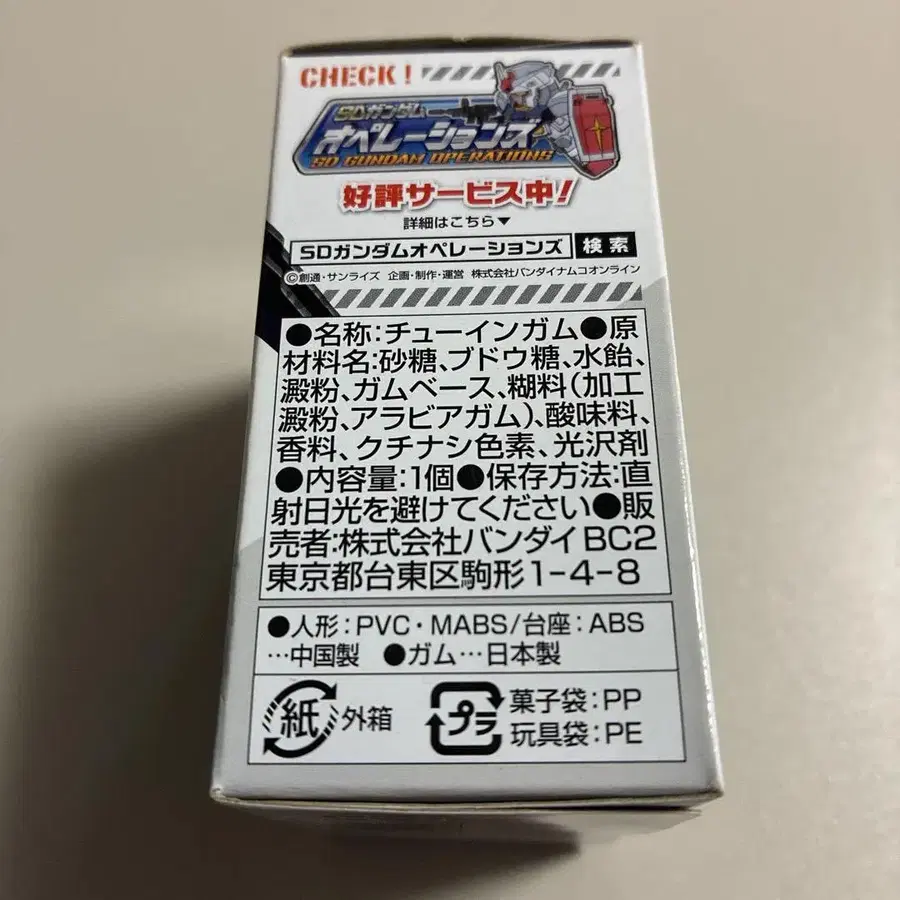 CHECK!
SDガンダム
オペレーションズ
SD GUNDAM OPERATIONS
好評サービス中!
詳細はこちら▼
SDガンダムオペレーションズ 検索
©創通・サンライズ 企画・制作・運営 株式会社バンダイナムコオンライン
●名称:チューインガム●原
材料名:砂糖、ブドウ糖、水飴、
澱粉、ガムベース、糊料(加工
澱粉、アラビアガム)、酸味料、
香料、クチナシ色素、光沢剤
●内容量:1個●保存方法:直
射日光を避けてください●販
売者:株式会社バンダイ BC2
東京都台東区駒形1-4-8
●人形:PVC・MABS/台座:ABS
…中国製 ●ガム…日本製
紙 外箱
プラ 菓子袋:PP
玩具袋:PE